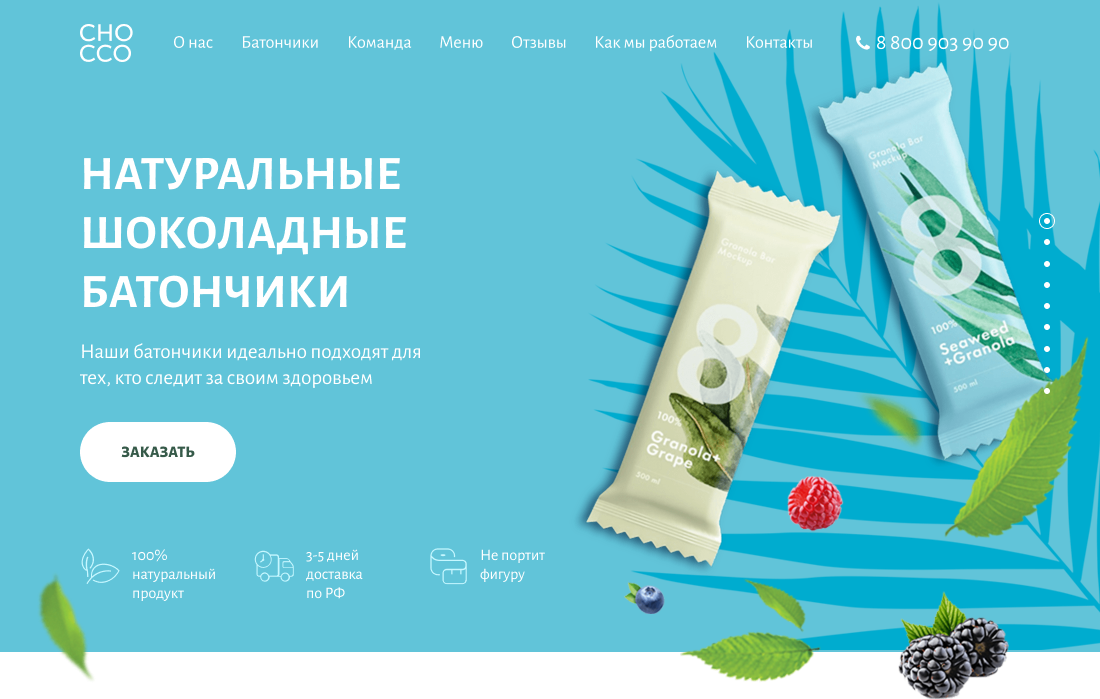 CHO
CCO
О нас Батончики Команда Меню Отзывы Как мы работаем Контакты 8 800 903 90 90
НАТУРАЛЬНЫЕ
ШОКОЛАДНЫЕ
БАТОНЧИКИ
Наши батончики идеально подходят для
тех, кто следит за своим здоровьем
ЗАКАЗАТЬ
100%
натуральный
продукт
3-5 дней
доставка
по РФ
Не портит
фигуру
Granola Bar
Mockup
8
100%
Granola+
Grape
500 ml
Granola Bar
Mockup
8
100%
Seaweed
+Granola
500 ml